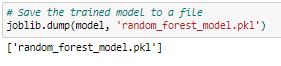 # Save the trained model to a file
joblib.dump(model, 'random_forest_model.pkl')
['random_forest_model.pkl']